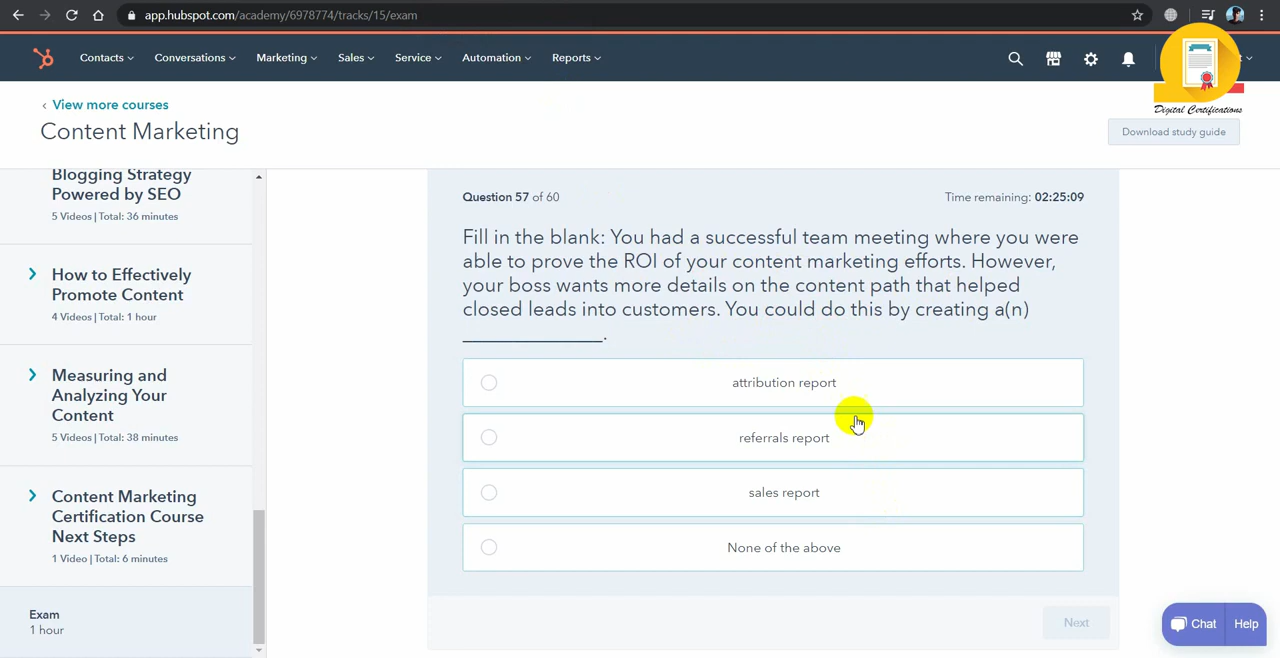 app.hubspot.com/academy/6978774/tracks/15/exam
Contacts Conversations Marketing Sales Service Automation Reports
Digital Certifications
View more courses
Content Marketing
Download study guide
Blogging Strategy
Powered by SEO
5 Videos | Total: 36 minutes
How to Effectively
Promote Content
4 Videos | Total: 1 hour
Measuring and
Analyzing Your
Content
5 Videos | Total: 38 minutes
Content Marketing
Certification Course
Next Steps
1 Video | Total: 6 minutes
Exam
1 hour
Question 57 of 60
Time remaining: 02:25:09
Fill in the blank: You had a successful team meeting where you were
able to prove the ROI of your content marketing efforts. However,
your boss wants more details on the content path that helped
closed leads into customers. You could do this by creating a(n)
_______________.
attribution report
referrals report
sales report
None of the above
Next
Chat Help